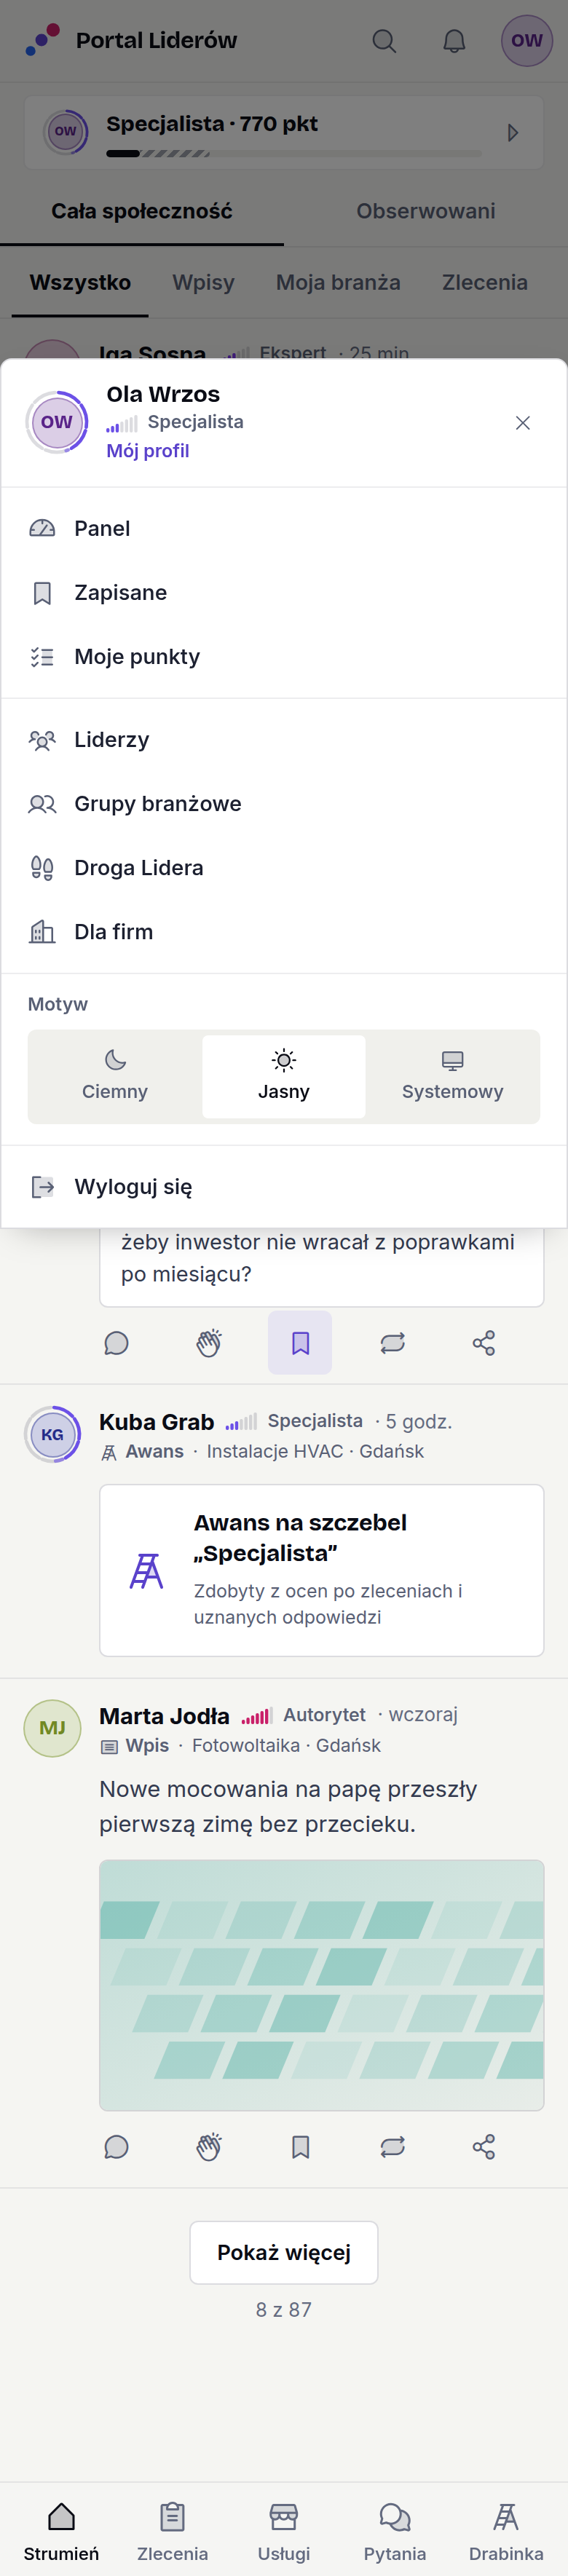 Portal Liderów
OW
OW
Specjalista · 770 pkt
Cała społeczność
Obserwowani
Wszystko
Wpisy
Moja branża
Zlecenia
Iga Sosna Ekspert · 25 min
OW
Ola Wrzos
Specjalista
Mój profil
Panel
Zapisane
Moje punkty
Liderzy
Grupy branżowe
Droga Lidera
Dla firm
Motyw
Ciemny
Jasny
Systemowy
Wyloguj się
żeby inwestor nie wracał z poprawkami
po miesiącu?
KG
Kuba Grab Specjalista · 5 godz.
Awans · Instalacje HVAC · Gdańsk
Awans na szczebel
„Specjalista”
Zdobyty z ocen po zleceniach i
uznanych odpowiedzi
MJ
Marta Jodła Autorytet · wczoraj
Wpis · Fotowoltaika · Gdańsk
Nowe mocowania na papę przeszły
pierwszą zimę bez przecieku.
Pokaż więcej
8 z 87
Strumień
Zlecenia
Usługi
Pytania
Drabinka